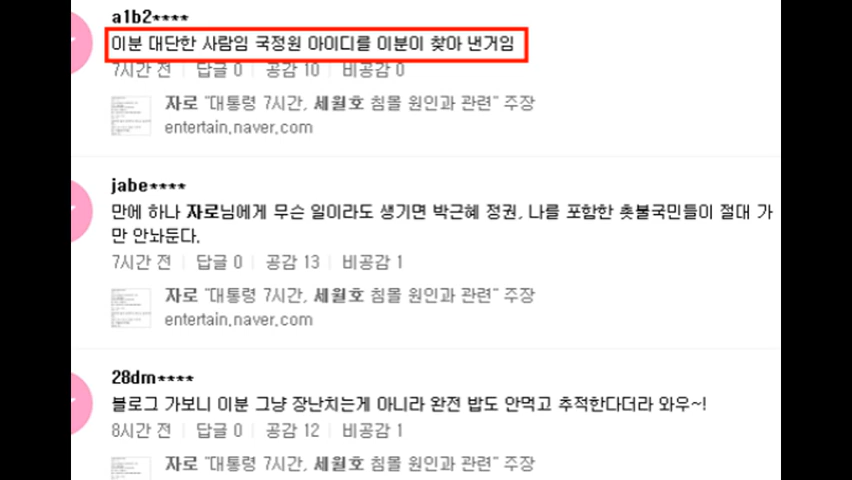 a1b2****
이분 대단한 사람임 국정원 아이디를 이분이 찾아 낸거임
7시간 전 | 답글 0 | 공감 10 | 비공감 0
자로 "대통령 7시간, 세월호 침몰 원인과 관련" 주장
entertain.naver.com
jabe****
만에 하나 자로님에게 무슨 일이라도 생기면 박근혜 정권, 나를 포함한 촛불국민들이 절대 가
만 안놔둔다.
7시간 전 | 답글 0 | 공감 13 | 비공감 1
자로 "대통령 7시간, 세월호 침몰 원인과 관련" 주장
entertain.naver.com
28dm****
블로그 가보니 이분 그냥 장난치는게 아니라 완전 밥도 안먹고 추적한다더라 와우~!
8시간 전 | 답글 0 | 공감 12 | 비공감 1
자로 "대통령 7시간, 세월호 침몰 원인과 관련" 주장